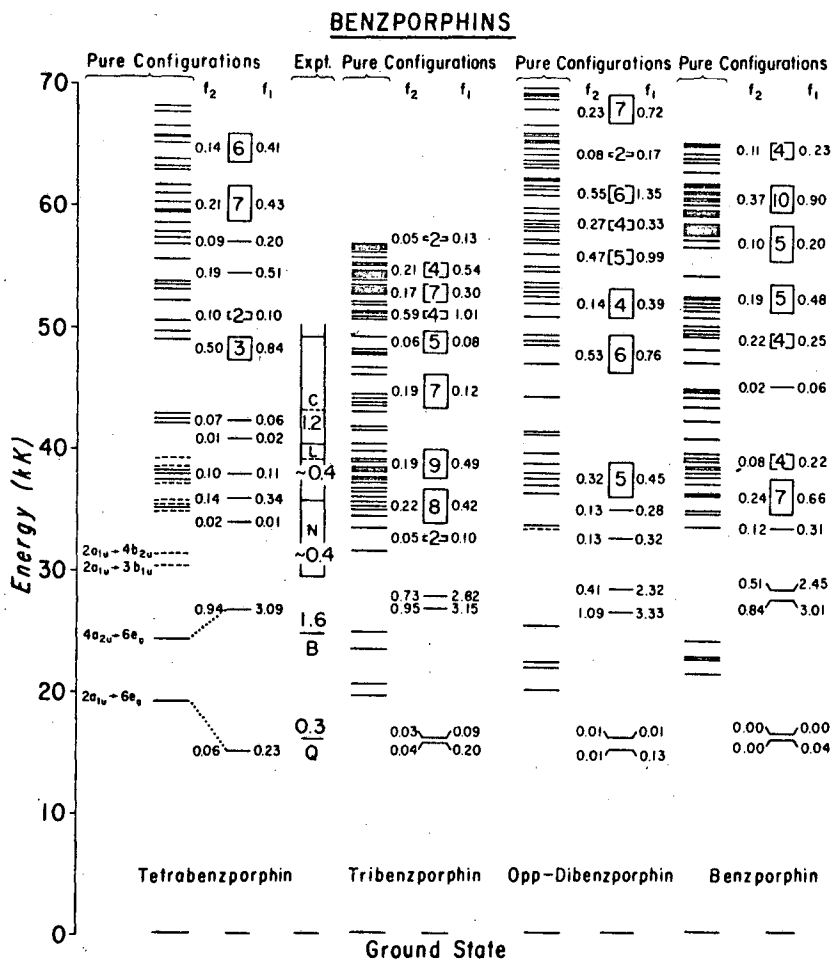 BENZPORPHINS
Pure Configurations Expt. Pure Configurations Pure Configurations Pure Configurations
f₂ f₁ f₂ f₁ f₂ f₁ f₂ f₁
Energy (kK)
70
60
50
40
30
20
10
0
0.14 6 0.41
0.21 7 0.43
0.09 0.20
0.19 0.51
0.10 [2] 0.10
0.50 3 0.84
0.07 0.06
0.01 0.02
0.10 0.11
0.14 0.34
0.02 0.01
2a₁ᵤ→4b₂ᵤ
2a₁ᵤ→3b₁ᵤ
0.94 3.09
4a₂ᵤ→6e_g
2a₁ᵤ→6e_g
0.06 0.23
Tetrabenzporphin
C
1.2
L
~0.4
N
~0.4
1.6
B
0.3
Q
0.05 [2] 0.13
0.21 [4] 0.54
0.17 [7] 0.30
0.59 [4] 1.01
0.06 5 0.08
0.19 7 0.12
0.19 9 0.49
0.22 8 0.42
0.05 [2] 0.10
0.73 2.62
0.95 3.15
0.03 0.09
0.04 0.20
Tribenzporphin
0.23 7 0.72
0.08 [2] 0.17
0.55 [6] 1.35
0.27 [4] 0.33
0.47 [5] 0.99
0.14 4 0.39
0.53 6 0.76
0.32 5 0.45
0.13 0.28
0.13 0.32
0.41 2.32
1.09 3.33
0.01 0.01
0.01 0.13
Opp-Dibenzporphin
0.11 [4] 0.23
0.37 10 0.90
0.10 5 0.20
0.19 5 0.48
0.22 [4] 0.25
0.02 0.06
0.08 [4] 0.22
0.24 7 0.66
0.12 0.31
0.51 2.45
0.84 3.01
0.00 0.00
0.00 0.04
Benzporphin
Ground State